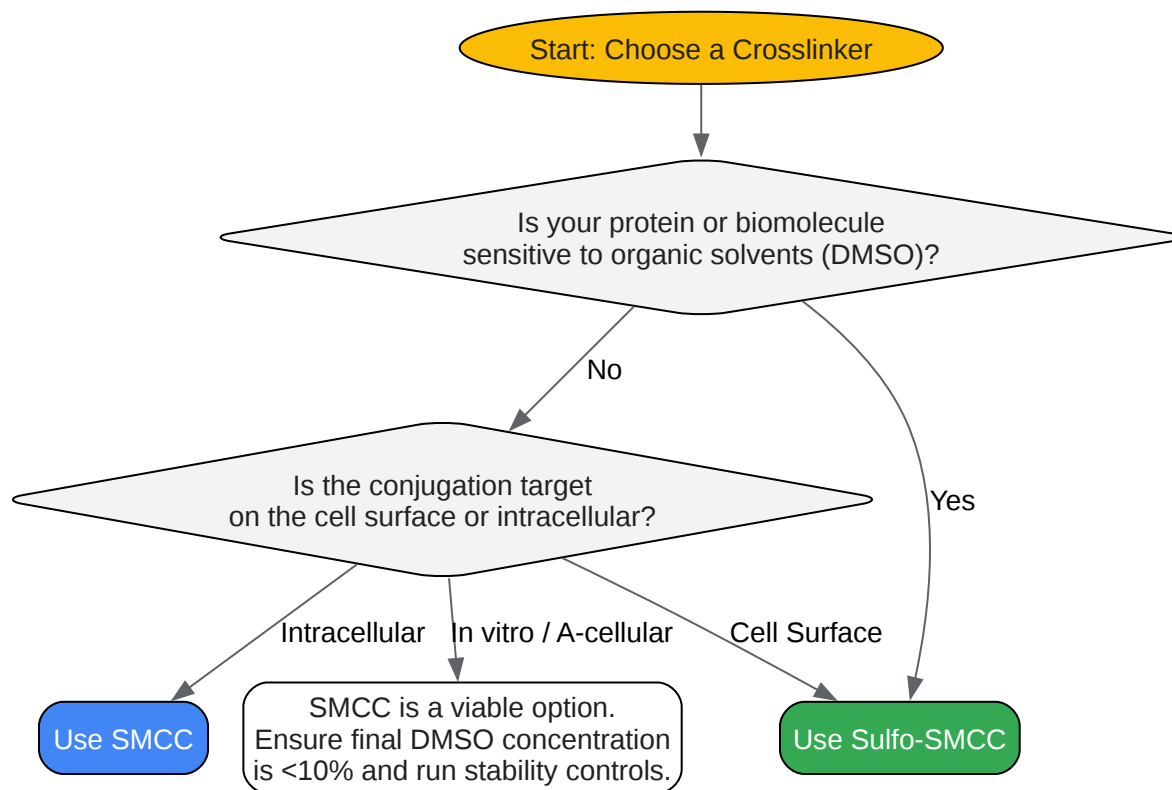 Start: Choose a Crosslinker
Is your protein or biomolecule
sensitive to organic solvents (DMSO)?
No
Yes
Is the conjugation target
on the cell surface or intracellular?
Intracellular
In vitro / A-cellular
Cell Surface
Use SMCC
SMCC is a viable option.
Ensure final DMSO concentration
is <10% and run stability controls.
Use Sulfo-SMCC